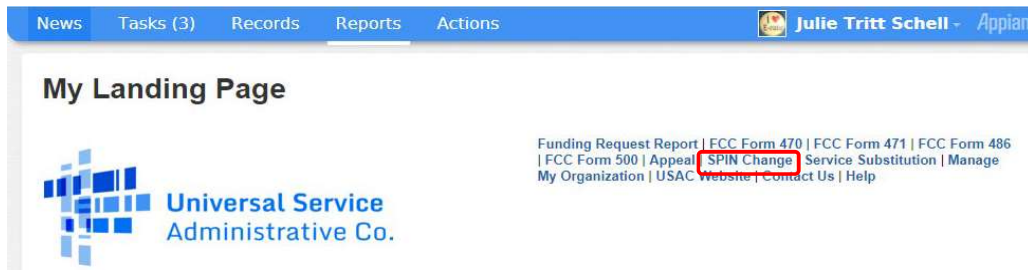 News Tasks (3) Records Reports Actions Julie Tritt Schell Appian
My Landing Page
Funding Request Report | FCC Form 470 | FCC Form 471 | FCC Form 486
| FCC Form 500 | Appeal | SPIN Change | Service Substitution | Manage
My Organization | USAC Website | Contact Us | Help
Universal Service
Administrative Co.